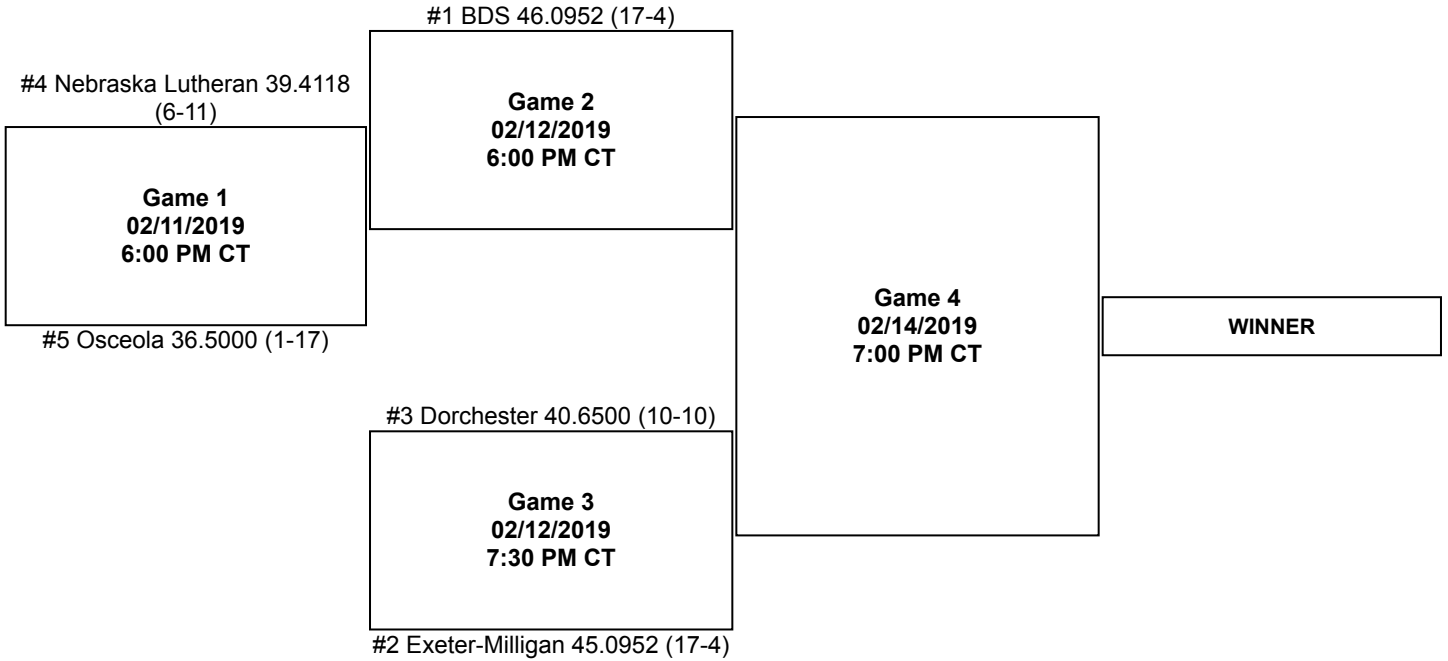 #1 BDS 46.0952 (17-4)
#4 Nebraska Lutheran 39.4118
(6-11)
Game 2
02/12/2019
6:00 PM CT
Game 1
02/11/2019
6:00 PM CT
#5 Osceola 36.5000 (1-17)
Game 4
02/14/2019
7:00 PM CT
WINNER
#3 Dorchester 40.6500 (10-10)
Game 3
02/12/2019
7:30 PM CT
#2 Exeter-Milligan 45.0952 (17-4)